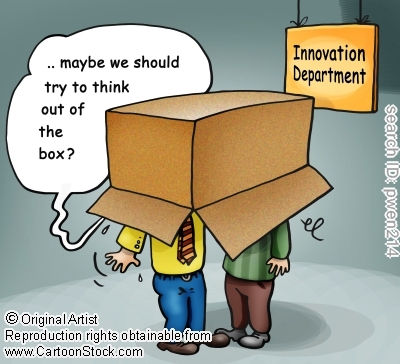 .. maybe we should
try to think
out of
the
box?
Innovation
Department
search ID: pwen214
© Original Artist
Reproduction rights obtainable from
www.CartoonStock.com